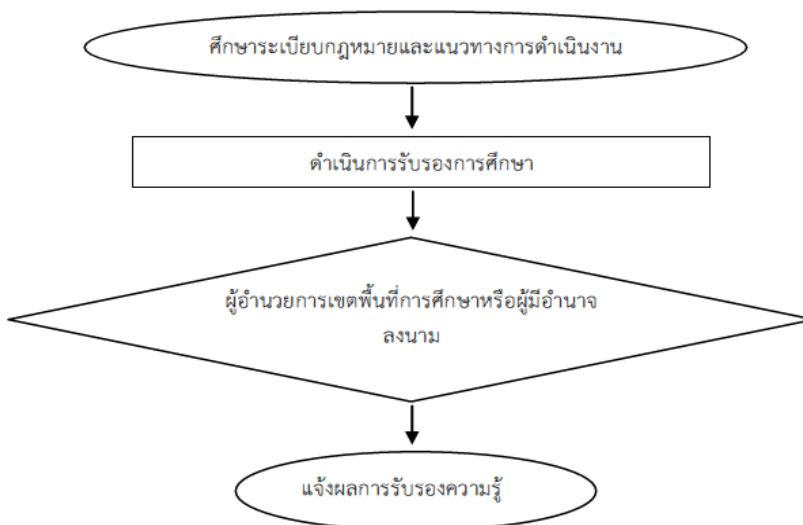 ศึกษาระเบียบกฎหมายและแนวทางการดำเนินงาน
ดำเนินการรับรองการศึกษา
ผู้อำนวยการเขตพื้นที่การศึกษาหรือผู้มีอำนาจ
ลงนาม
แจ้งผลการรับรองความรู้